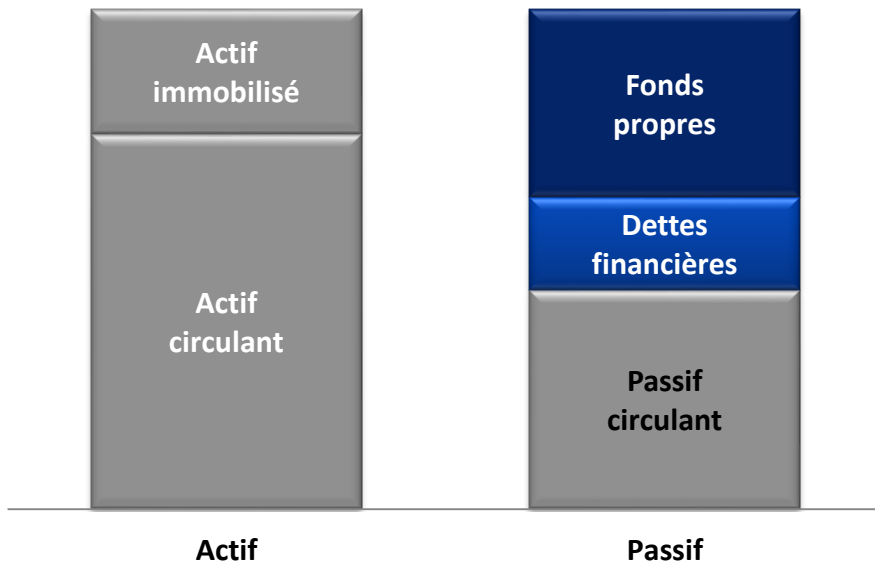 Actif
immobilisé
Actif
circulant
Fonds
propres
Dettes
financières
Passif
circulant
Actif
Passif